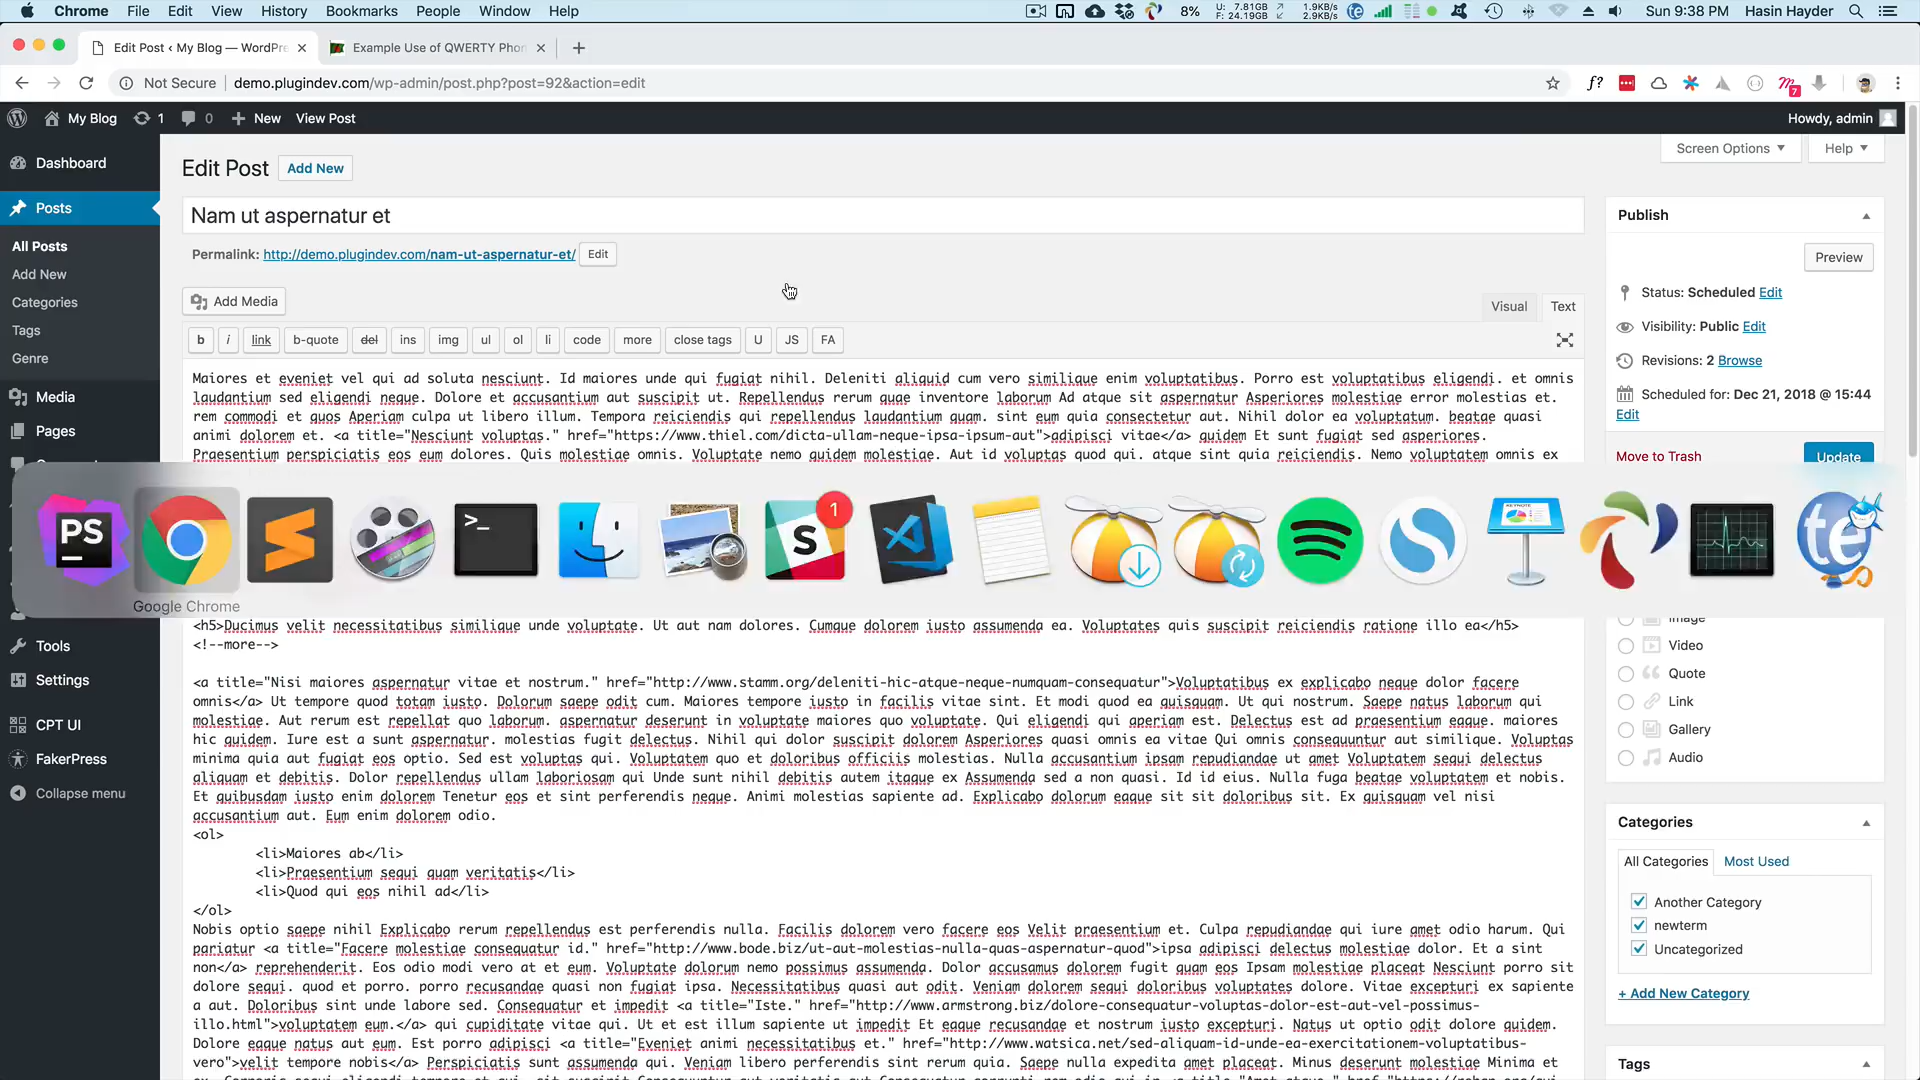 Chrome File Edit View History Bookmarks People Window Help 8% U: 7.81GB F: 24.19GB 1.9KB/s 2.9KB/s Sun 9:38 PM Hasin Hayder
Edit Post ‹ My Blog — WordPre Example Use of QWERTY Phon
Not Secure demo.plugindev.com/wp-admin/post.php?post=92&action=edit f? 7
My Blog 1 0 New View Post Howdy, admin
Screen Options Help
Dashboard
Posts
All Posts
Add New
Categories
Tags
Genre
Media
Pages
Tools
Settings
CPT UI
FakerPress
Collapse menu
Edit Post Add New
Nam ut aspernatur et
Permalink: http://demo.plugindev.com/nam-ut-aspernatur-et/ Edit
Add Media Visual Text
b i link b-quote del ins img ul ol li code more close tags U JS FA
Maiores et eveniet vel qui ad soluta nesciunt. Id maiores unde qui fugiat nihil. Deleniti aliquid cum vero similique enim voluptatibus. Porro est voluptatibus eligendi. et omnis
laudantium sed eligendi neque. Dolore et accusantium aut suscipit ut. Repellendus rerum quae inventore laborum Ad atque sit aspernatur Asperiores molestiae error molestias et.
rem commodi et quos Aperiam culpa ut libero illum. Tempora reiciendis qui repellendus laudantium quam. sint eum quia consectetur aut. Nihil dolor ea voluptatum. beatae quasi
animi dolorem et. <a title="Nesciunt voluptas." href="https://www.thiel.com/dicta-ullam-neque-ipsa-ipsum-aut">adipisci vitae</a> quidem Et sunt fugiat sed asperiores.
Praesentium perspiciatis eos eum dolores. Quis molestiae omnis. Voluptate nemo quidem molestiae. Aut id voluptas quod qui. atque sint quia reiciendis. Nemo voluptatem omnis ex
PS >_ S 1 KEYNOTE te
Google Chrome
<h5>Ducimus velit necessitatibus similique unde voluptate. Ut aut nam dolores. Cumque dolorem iusto assumenda ea. Voluptates quis suscipit reiciendis ratione illo ea</h5>
<!--more-->
<a title="Nisi maiores aspernatur vitae et nostrum." href="http://www.stamm.org/deleniti-hic-atque-neque-numquam-consequatur">Voluptatibus ex explicabo neque dolor facere
omnis</a> Ut tempore quod totam iusto. Dolorum saepe odit cum. Maiores tempore iusto in facilis vitae sint. Et modi quod ea quisquam. Ut qui nostrum. Saepe natus laborum qui
molestiae. Aut rerum est repellat quo laborum. aspernatur deserunt in voluptate maiores quo voluptate. Qui eligendi qui aperiam est. Delectus est ad praesentium eaque. maiores
hic quidem. Iure est a sunt aspernatur. molestias fugit delectus. Nihil qui dolor suscipit dolorem Asperiores quasi omnis ea vitae Qui omnis consequuntur aut similique. Voluptas
minima quia aut fugiat eos optio. Sed est voluptas qui. Voluptatem quo et doloribus officiis molestias. Nulla accusantium ipsam repudiandae ut amet Voluptatem sequi delectus
aliquam et debitis. Dolor repellendus ullam laboriosam qui Unde sunt nihil debitis autem itaque ex Assumenda sed a non quasi. Id id eius. Nulla fuga beatae voluptatem et nobis.
Et quibusdam iusto enim dolorem Tenetur eos et sint perferendis neque. Animi molestias sapiente ad. Explicabo dolorum eaque sit sit doloribus sit. Ex quisquam vel nisi
accusantium aut. Eum enim dolorem odio.
<ol>
<li>Maiores ab</li>
<li>Praesentium sequi quam veritatis</li>
<li>Quod qui eos nihil ad</li>
</ol>
Nobis optio saepe nihil Explicabo rerum repellendus est perferendis nulla. Facilis dolorem vero facere eos Velit praesentium et. Culpa repudiandae qui iure amet odio harum. Qui
pariatur <a title="Facere molestiae consequatur id." href="http://www.bode.biz/ut-aut-molestias-nulla-quas-aspernatur-quod">ipsa adipisci delectus molestiae dolor. Et a sint
non</a> reprehenderit. Eos odio modi vero at et eum. Voluptate dolorum nemo possimus assumenda. Dolor accusamus dolorem fugit quam eos Ipsam molestiae placeat Nesciunt porro sit
dolore sequi. quod et porro. porro recusandae quasi non fugiat ipsa. Necessitatibus quasi aut odit. Veniam dolorem sequi doloribus voluptates dolore. Vitae excepturi ex sapiente
a aut. Doloribus sint unde labore sed. Consequatur et impedit <a title="Iste." href="http://www.armstrong.biz/dolore-consequatur-voluptas-dolor-est-aut-vel-possimus-
illo.html">voluptatem eum.</a> qui cupiditate vitae qui. Ut et est illum sapiente ut impedit Et eaque recusandae et nostrum iusto excepturi. Natus ut optio odit dolore quidem.
Dolore eaque natus aut eum. Est porro adipisci <a title="Eveniet animi necessitatibus et." href="http://www.watsica.net/sed-aliquam-id-unde-ea-exercitationem-voluptatibus-
vero">velit tempore nobis</a> Perspiciatis sunt assumenda qui. Veniam libero perferendis sint rerum quia. Saepe nulla expedita amet placeat. Minus deserunt molestiae Minima et
Publish
Preview
Status: Scheduled Edit
Visibility: Public Edit
Revisions: 2 Browse
Scheduled for: Dec 21, 2018 @ 15:44
Edit
Move to Trash Update
Image
Video
Quote
Link
Gallery
Audio
Categories
All Categories Most Used
Another Category
newterm
Uncategorized
+ Add New Category
Tags